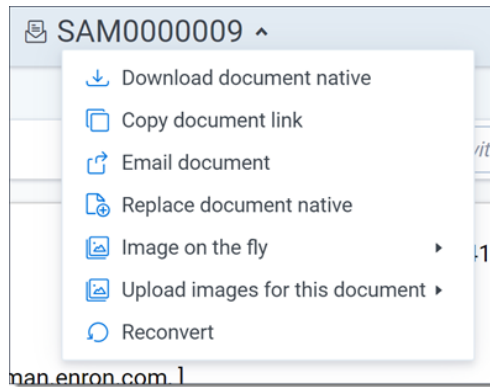 SAM0000009
Download document native
Copy document link
Email document
Replace document native
Image on the fly
Upload images for this document
Reconvert
man.enron.com, ]